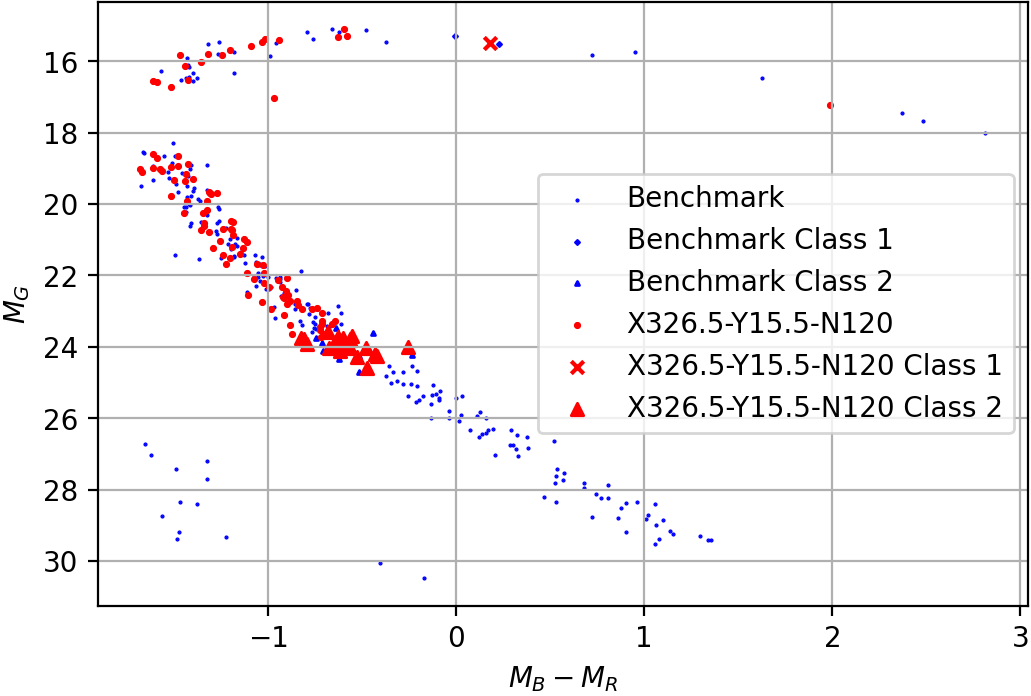 16
18
20
22
24
26
28
30
M_G
Benchmark
Benchmark Class 1
Benchmark Class 2
X326.5-Y15.5-N120
X326.5-Y15.5-N120 Class 1
X326.5-Y15.5-N120 Class 2
−1 0 1 2 3
M_B − M_R